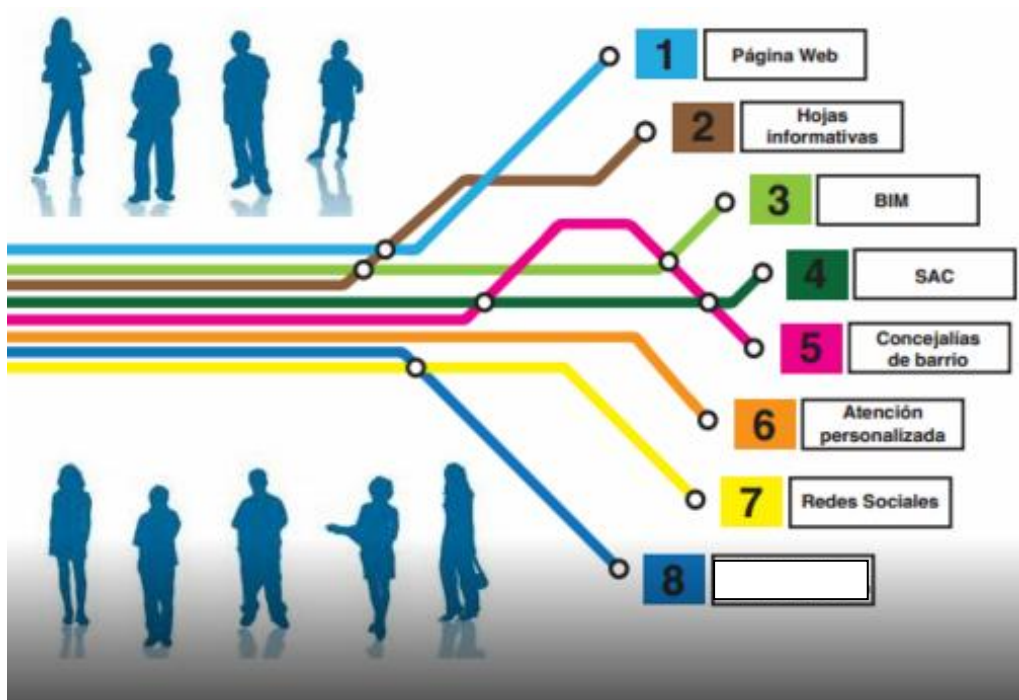 1
Página Web
2
Hojas
informativas
3
BIM
4
SAC
5
Concejalías
de barrio
6
Atención
personalizada
7
Redes Sociales
8